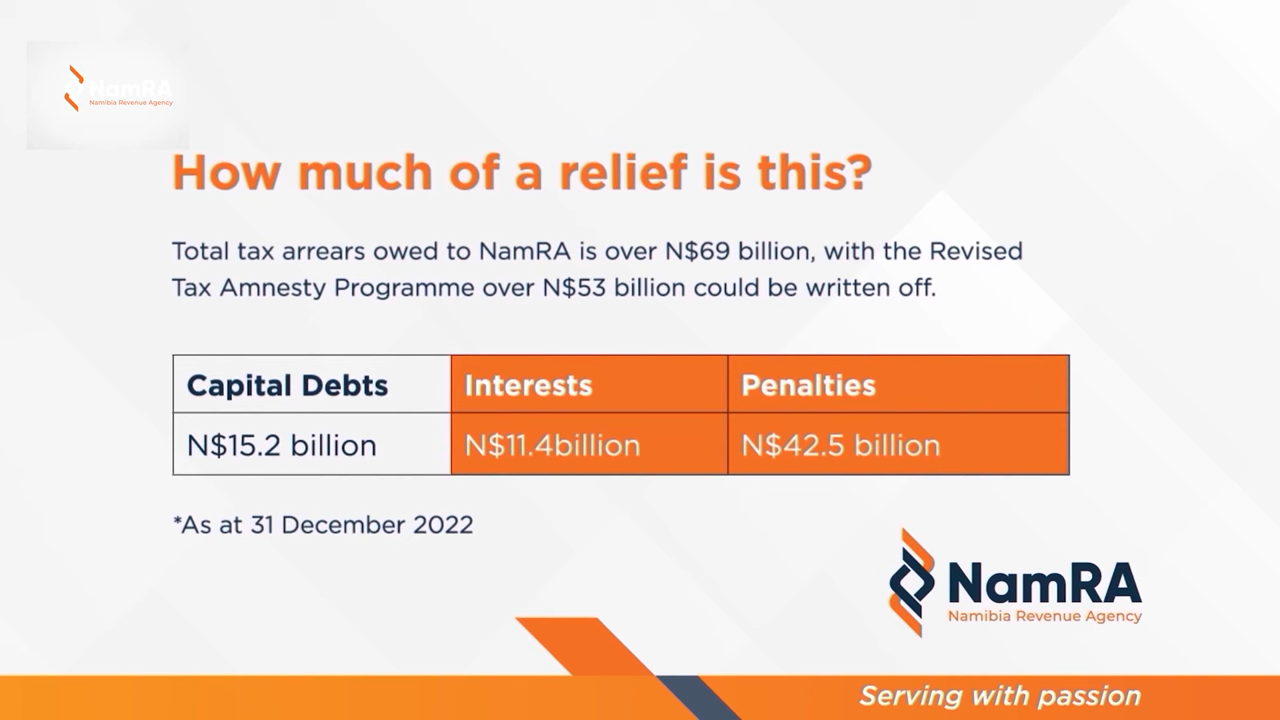 NamRA
Namibia Revenue Agency
How much of a relief is this?
Total tax arrears owed to NamRA is over N$69 billion, with the Revised
Tax Amnesty Programme over N$53 billion could be written off.
Capital Debts Interests Penalties
N$15.2 billion N$11.4billion N$42.5 billion
*As at 31 December 2022
NamRA
Namibia Revenue Agency
Serving with passion